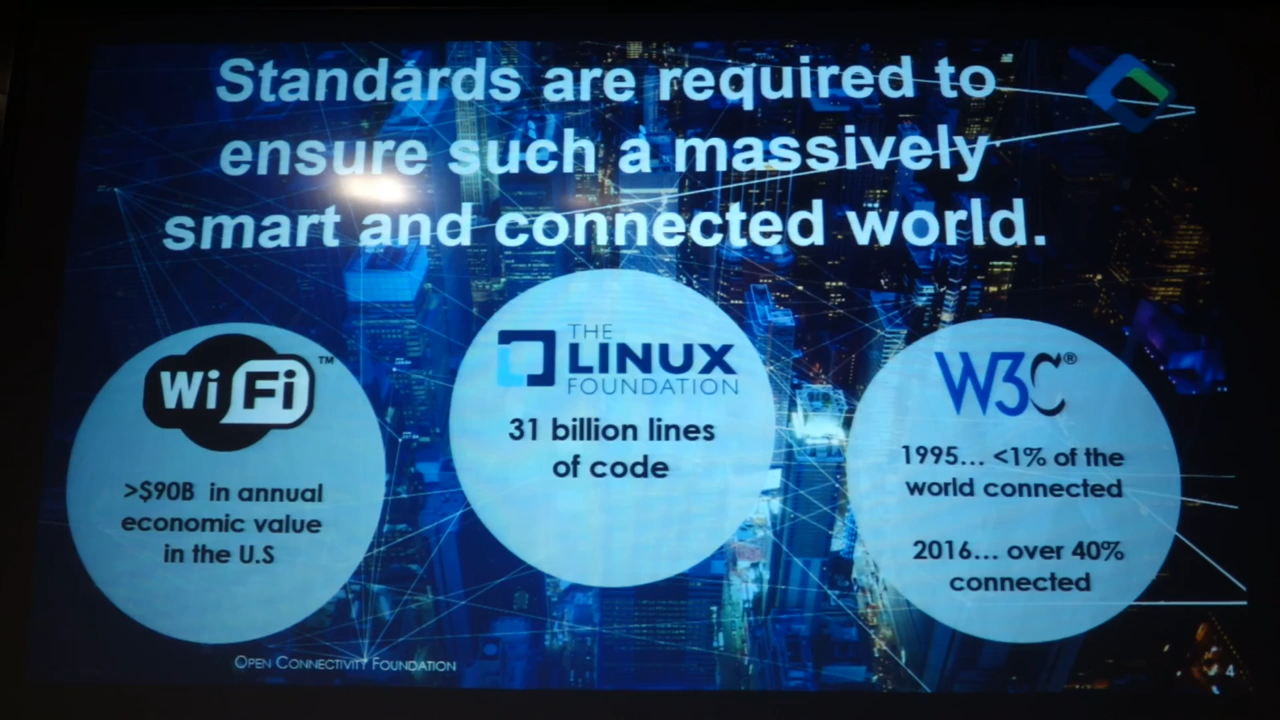 Standards are required to
ensure such a massively
smart and connected world.
Wi Fi ™
>$90B in annual
economic value
in the U.S
THE
LINUX
FOUNDATION
31 billion lines
of code
W3C®
1995... <1% of the
world connected
2016... over 40%
connected
OPEN CONNECTIVITY FOUNDATION
4